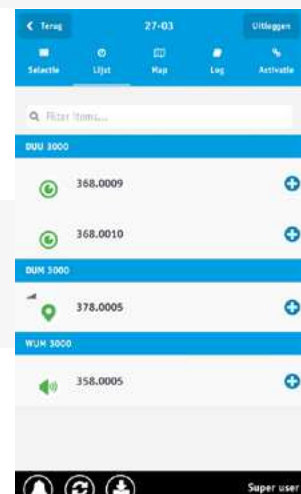 Terug 27-03 Uitloggen
Selectie Lijst Map Log Activatie
Filter items...
DUU 3000
368.0009
368.0010
DUM 3000
378.0005
WUM 3000
358.0005
Super user